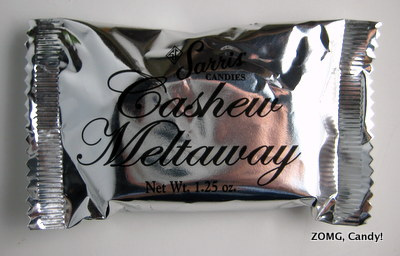 Sarris
CANDIES
Cashew
Meltaway
Net Wt. 1.25 oz.
ZOMG, Candy!